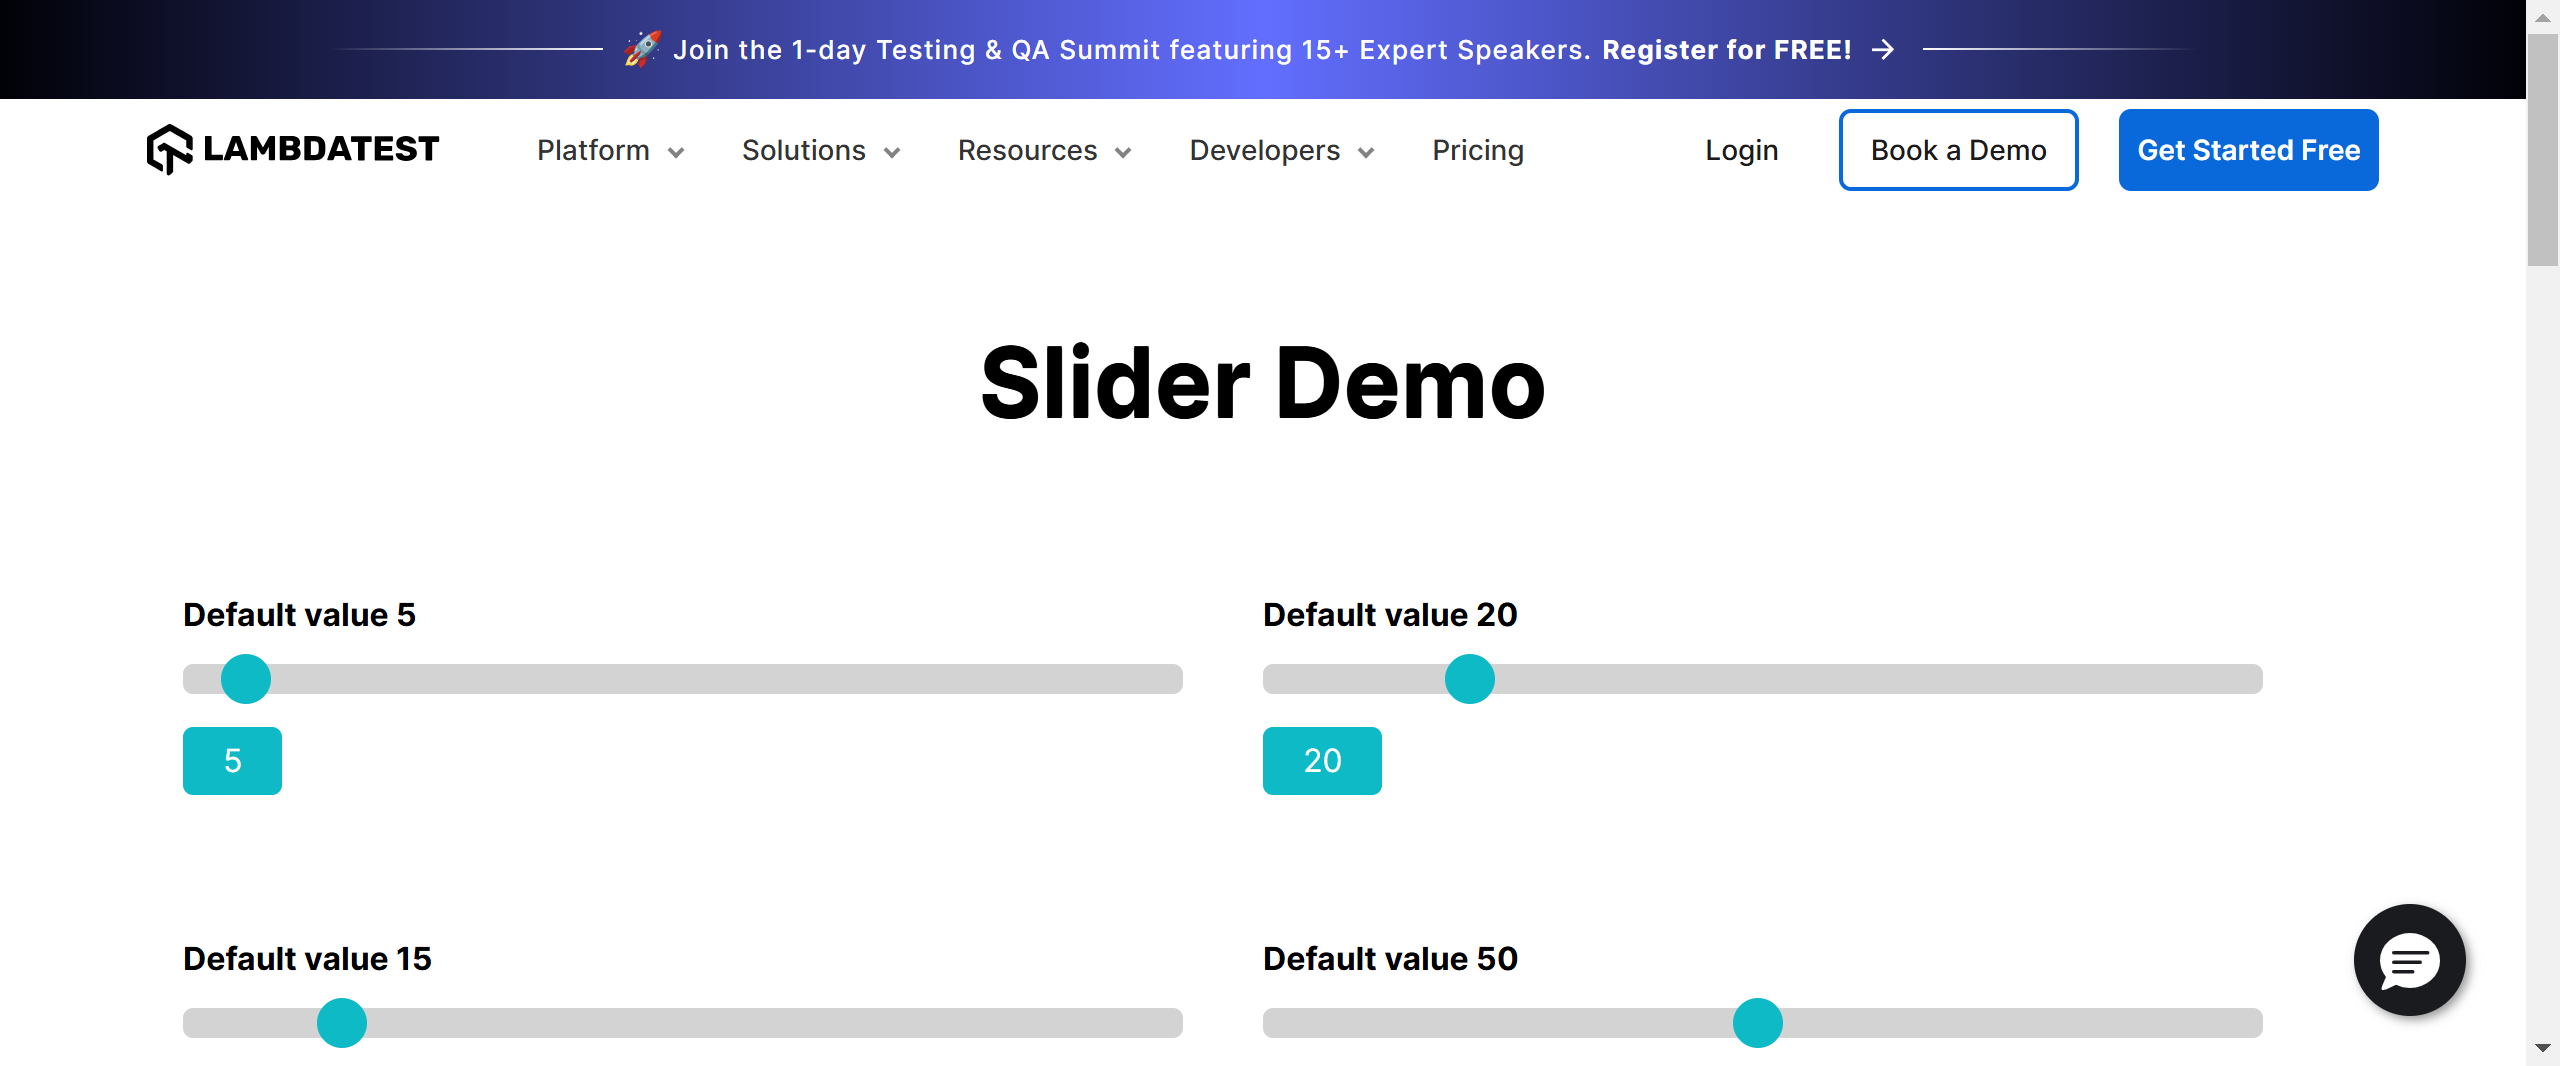 🚀 Join the 1-day Testing & QA Summit featuring 15+ Expert Speakers. Register for FREE! →
LAMBDATEST Platform Solutions Resources Developers Pricing Login Book a Demo Get Started Free
Slider Demo
Default value 5 Default value 20
5 20
Default value 15 Default value 50